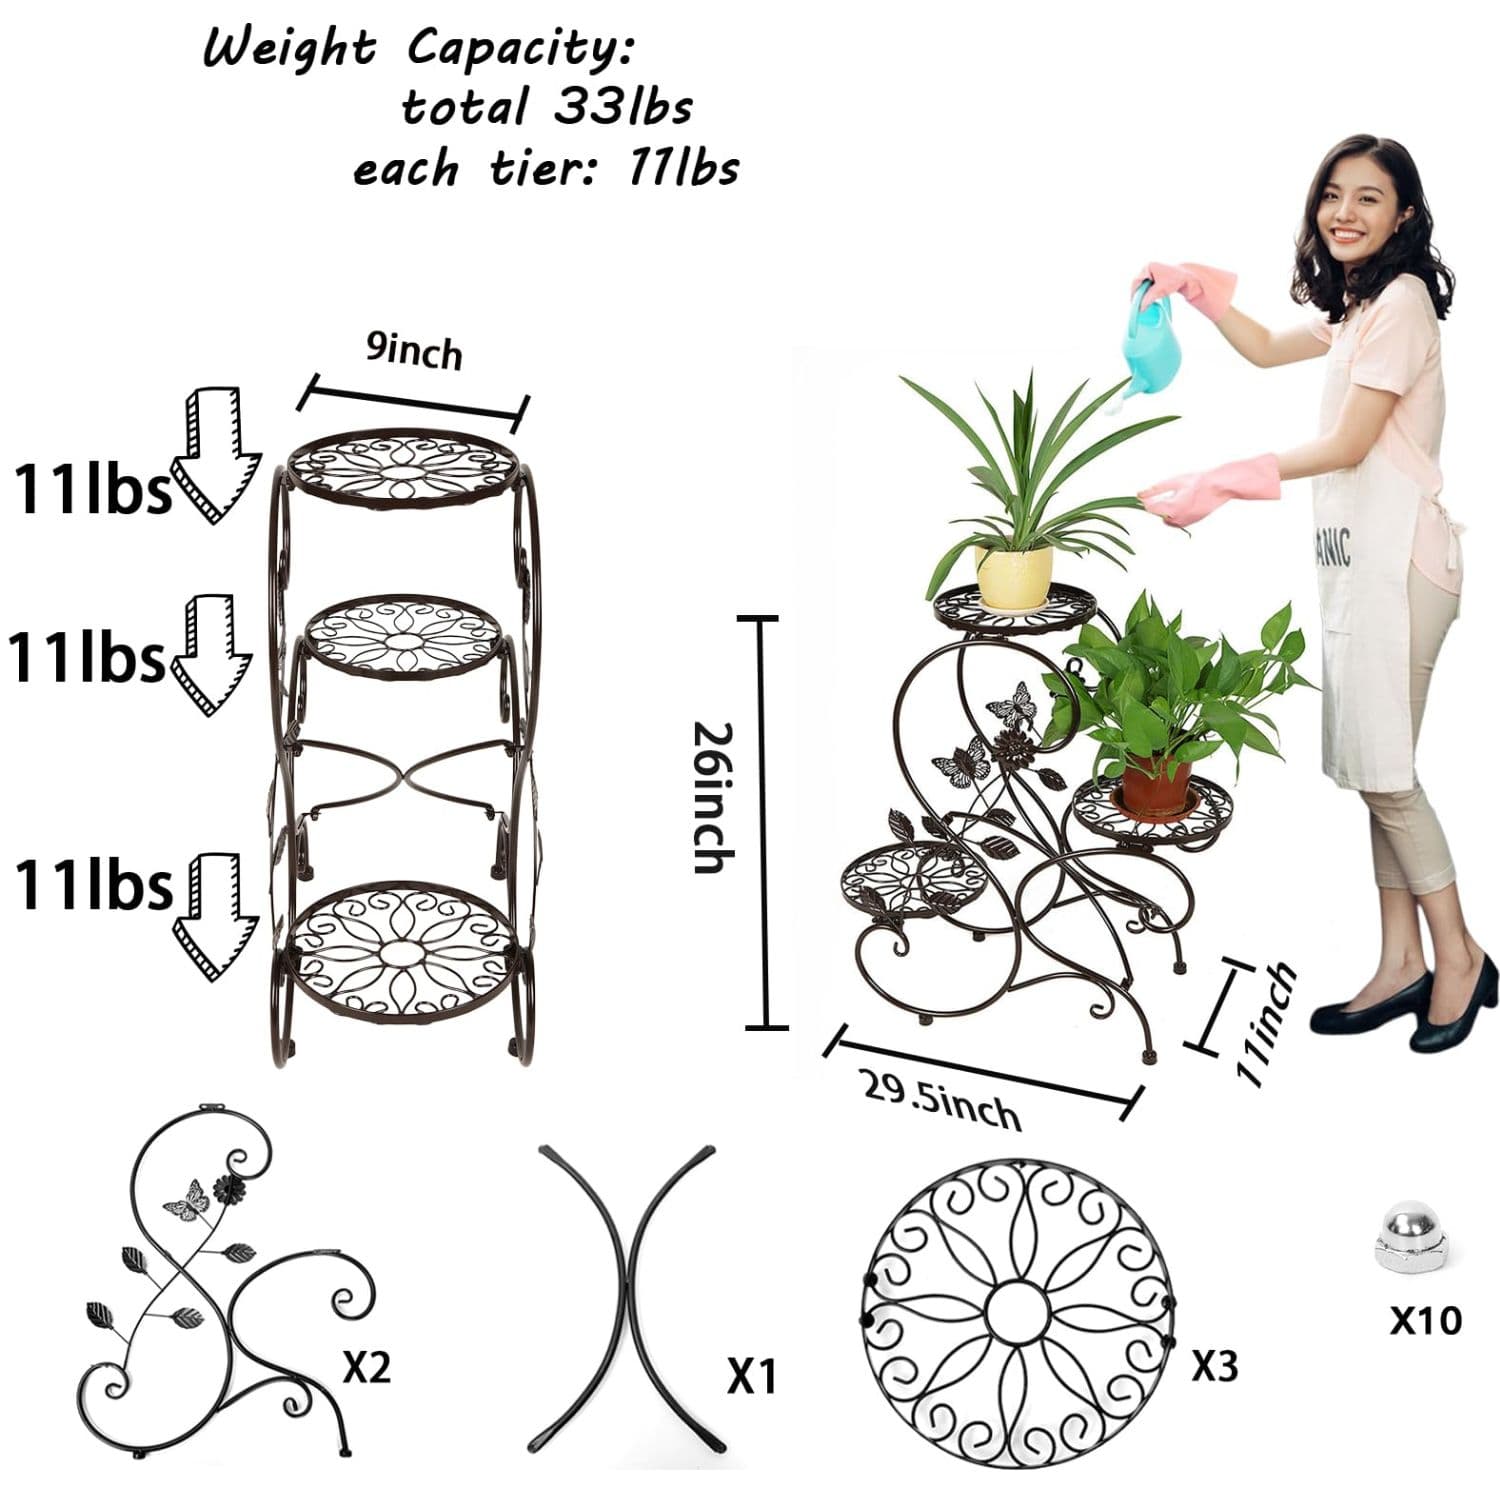 Weight Capacity:
total 33lbs
each tier: 11lbs
9inch
11lbs
11lbs
11lbs
26inch
ANIC
11inch
29.5inch
X2
X1
X3
X10